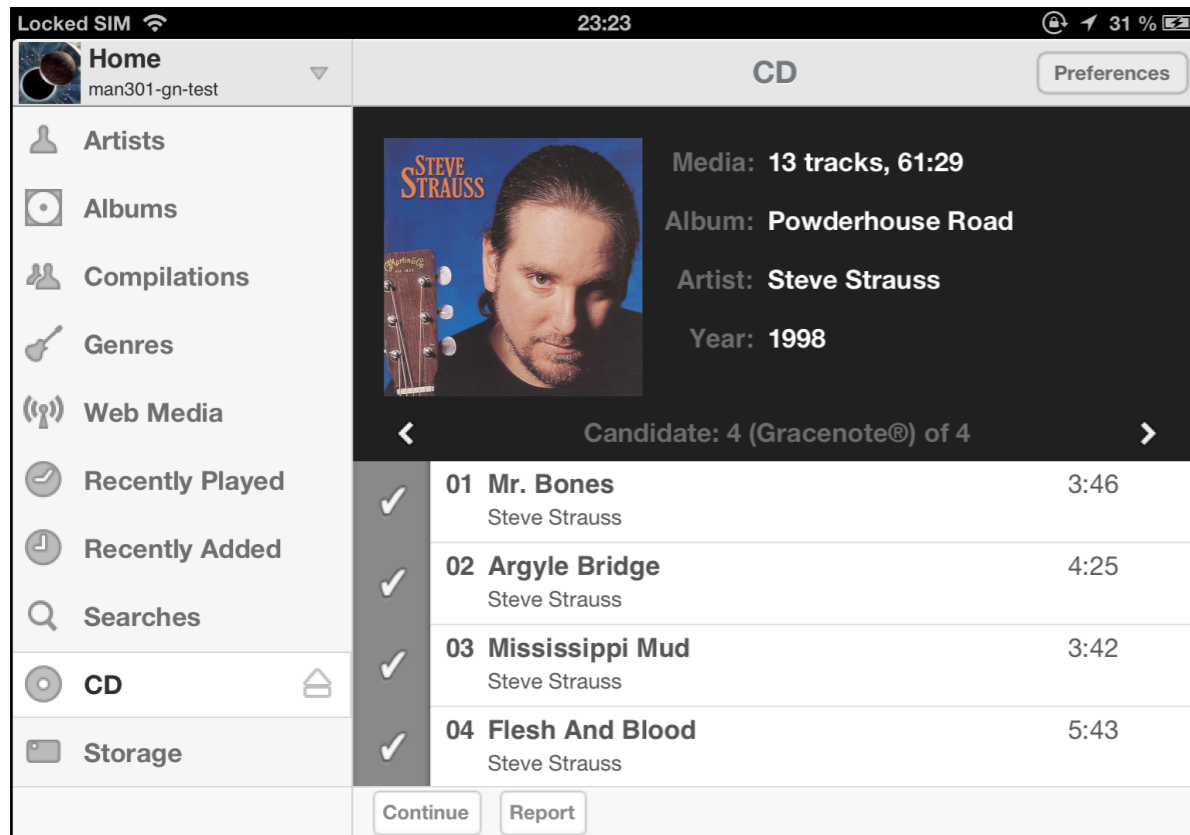 Locked SIM 23:23 31 %
Home
man301-gn-test
CD
Preferences
Artists
Albums
Compilations
Genres
Web Media
Recently Played
Recently Added
Searches
CD
Storage
STEVE
STRAUSS
Martin & Co
Media: 13 tracks, 61:29
Album: Powderhouse Road
Artist: Steve Strauss
Year: 1998
Candidate: 4 (Gracenote®) of 4
01 Mr. Bones 3:46
Steve Strauss
02 Argyle Bridge 4:25
Steve Strauss
03 Mississippi Mud 3:42
Steve Strauss
04 Flesh And Blood 5:43
Steve Strauss
Continue Report